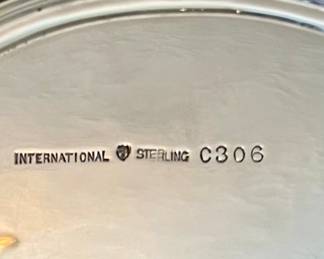 INTERNATIONAL STERLING C306